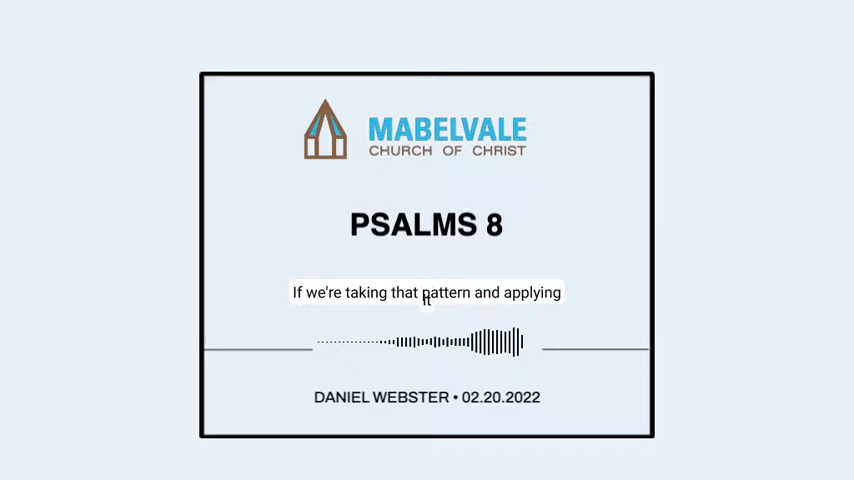 MABELVALE
CHURCH OF CHRIST
PSALMS 8
If we're taking that pattern and applying
it
DANIEL WEBSTER • 02.20.2022